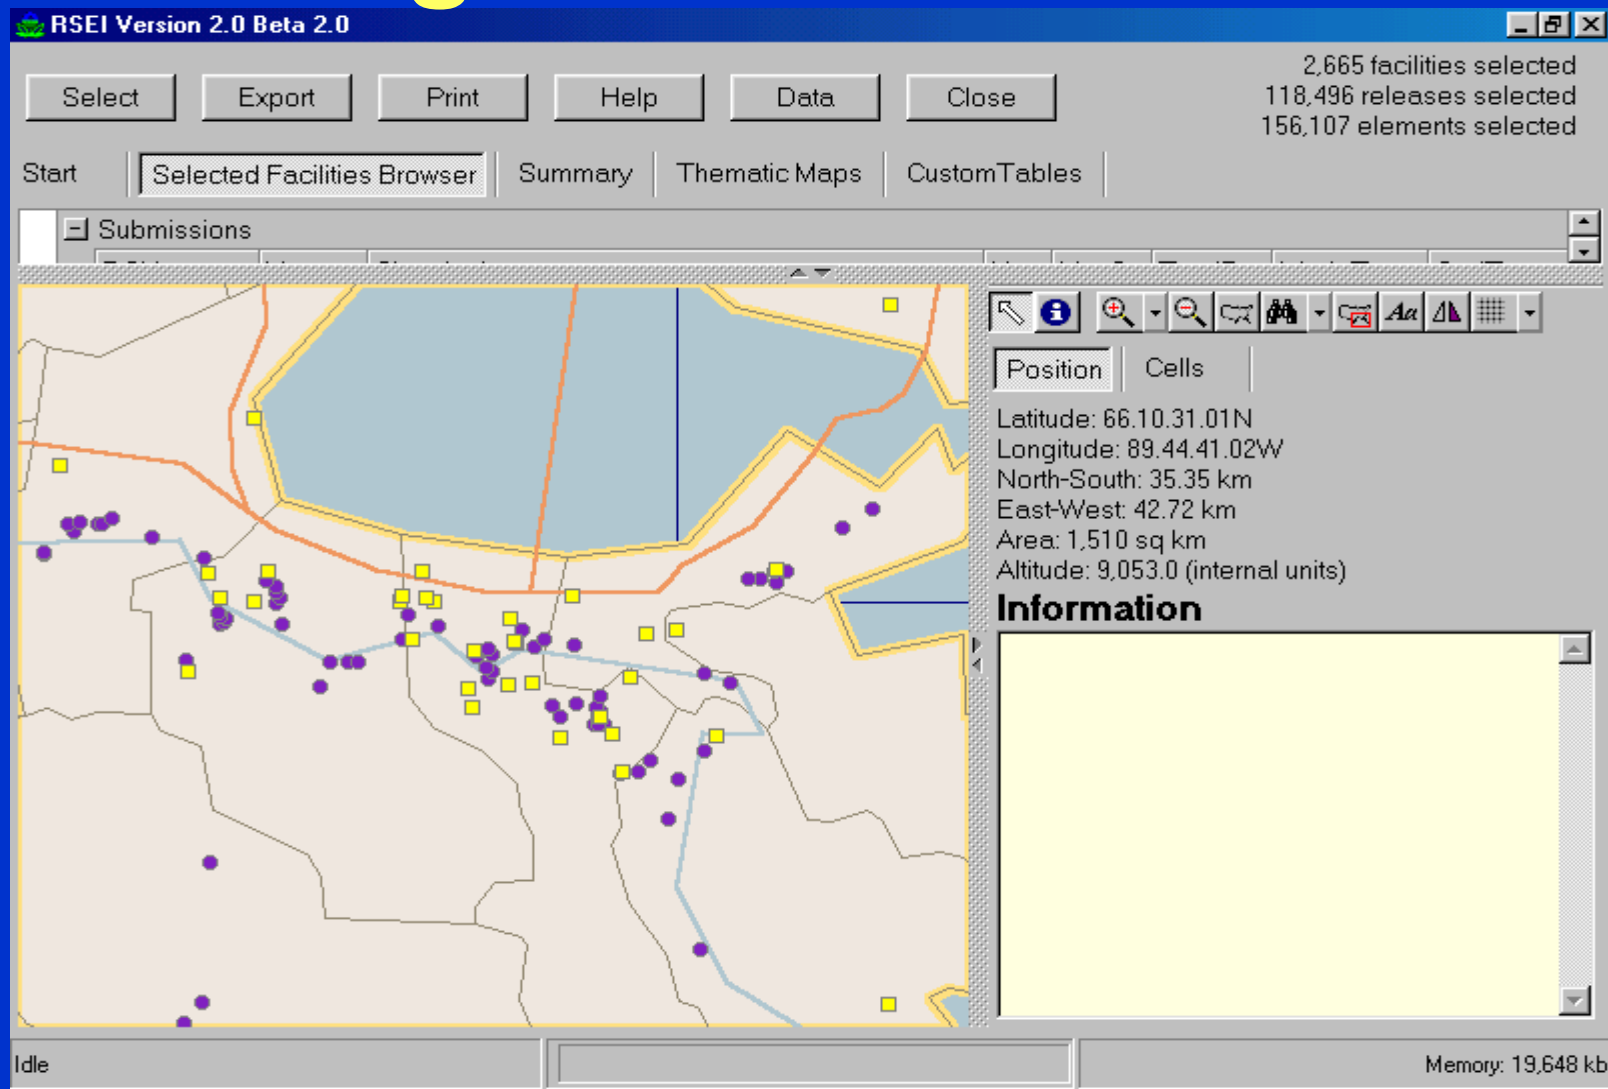 RSEI Version 2.0 Beta 2.0
2,665 facilities selected
Select Export Print Help Data Close
118,496 releases selected
156,107 elements selected
Start Selected Facilities Browser Summary Thematic Maps CustomTables
Submissions
Aa
Position Cells
Latitude: 66.10.31.01N
Longitude: 89.44.41.02W
North-South: 35.35 km
East-West: 42.72 km
Area: 1,510 sq km
Altitude: 9,053.0 (internal units)
Information
Idle
Memory: 19,648 kb